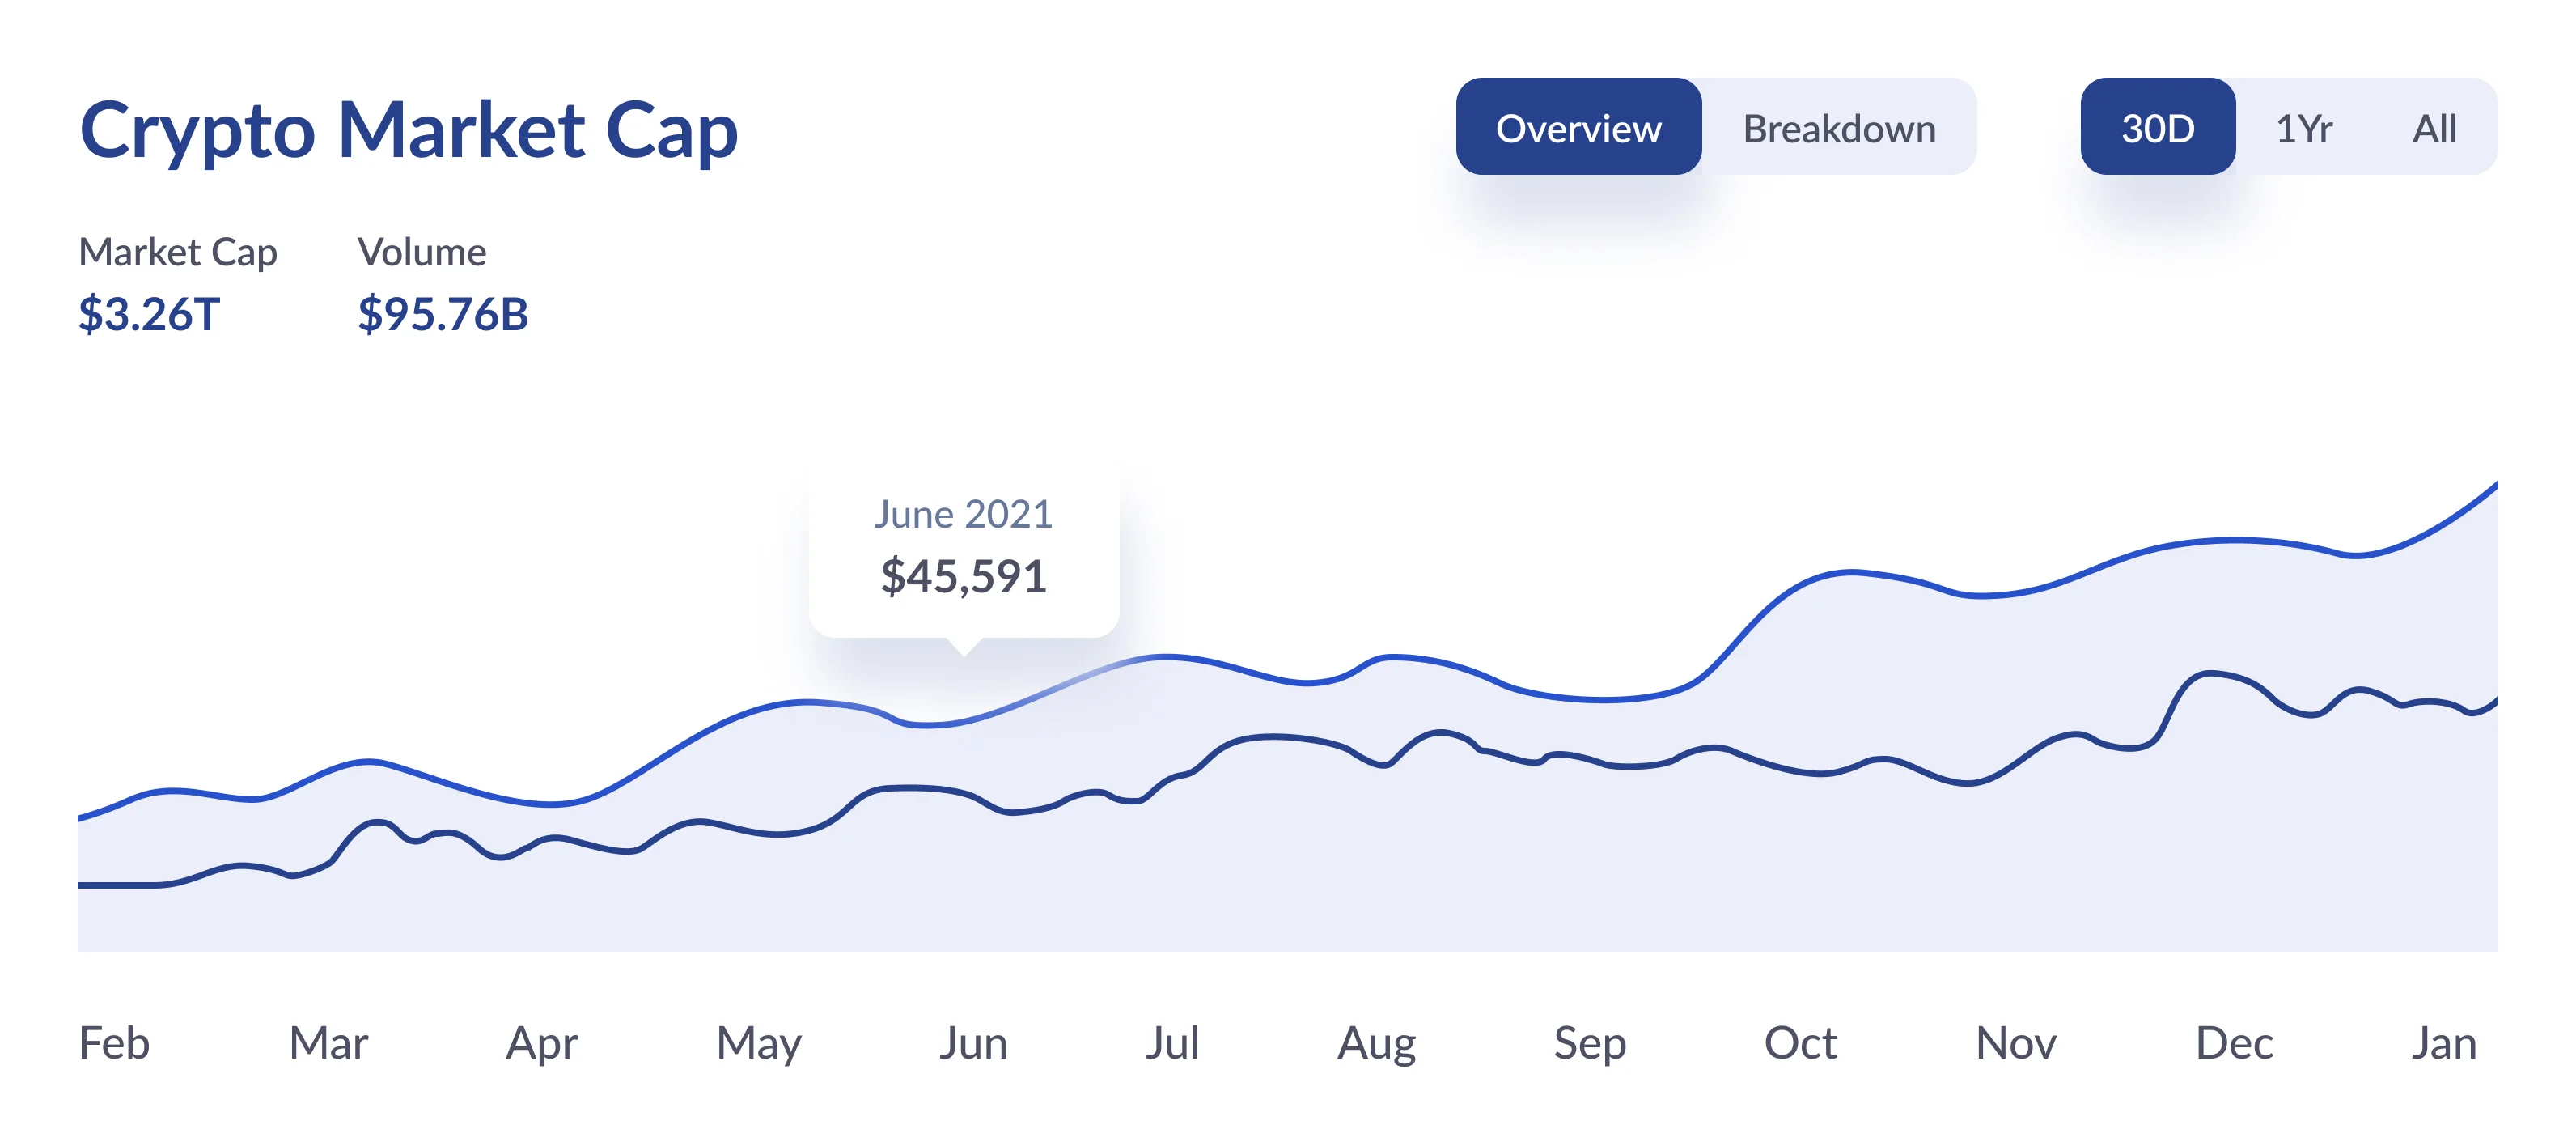 Crypto Market Cap
Overview Breakdown
30D 1Yr All
Market Cap Volume
$3.26T $95.76B
June 2021
$45,591
Feb Mar Apr May Jun Jul Aug Sep Oct Nov Dec Jan